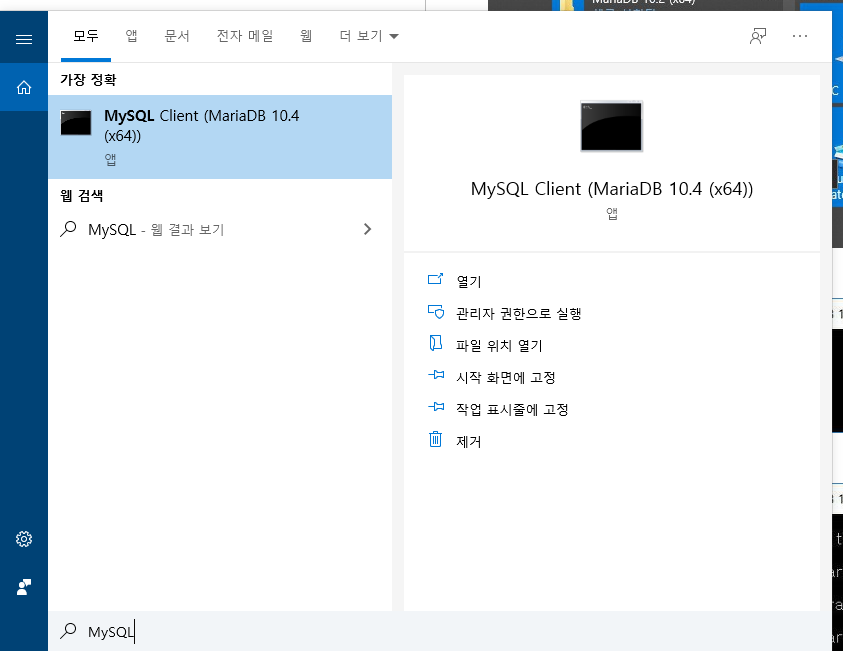 모두 앱 문서 전자 메일 웹 더 보기
가장 정확
MySQL Client (MariaDB 10.4
(x64))
앱
웹 검색
MySQL - 웹 결과 보기
MySQL Client (MariaDB 10.4 (x64))
앱
열기
관리자 권한으로 실행
파일 위치 열기
시작 화면에 고정
작업 표시줄에 고정
제거
MySQL